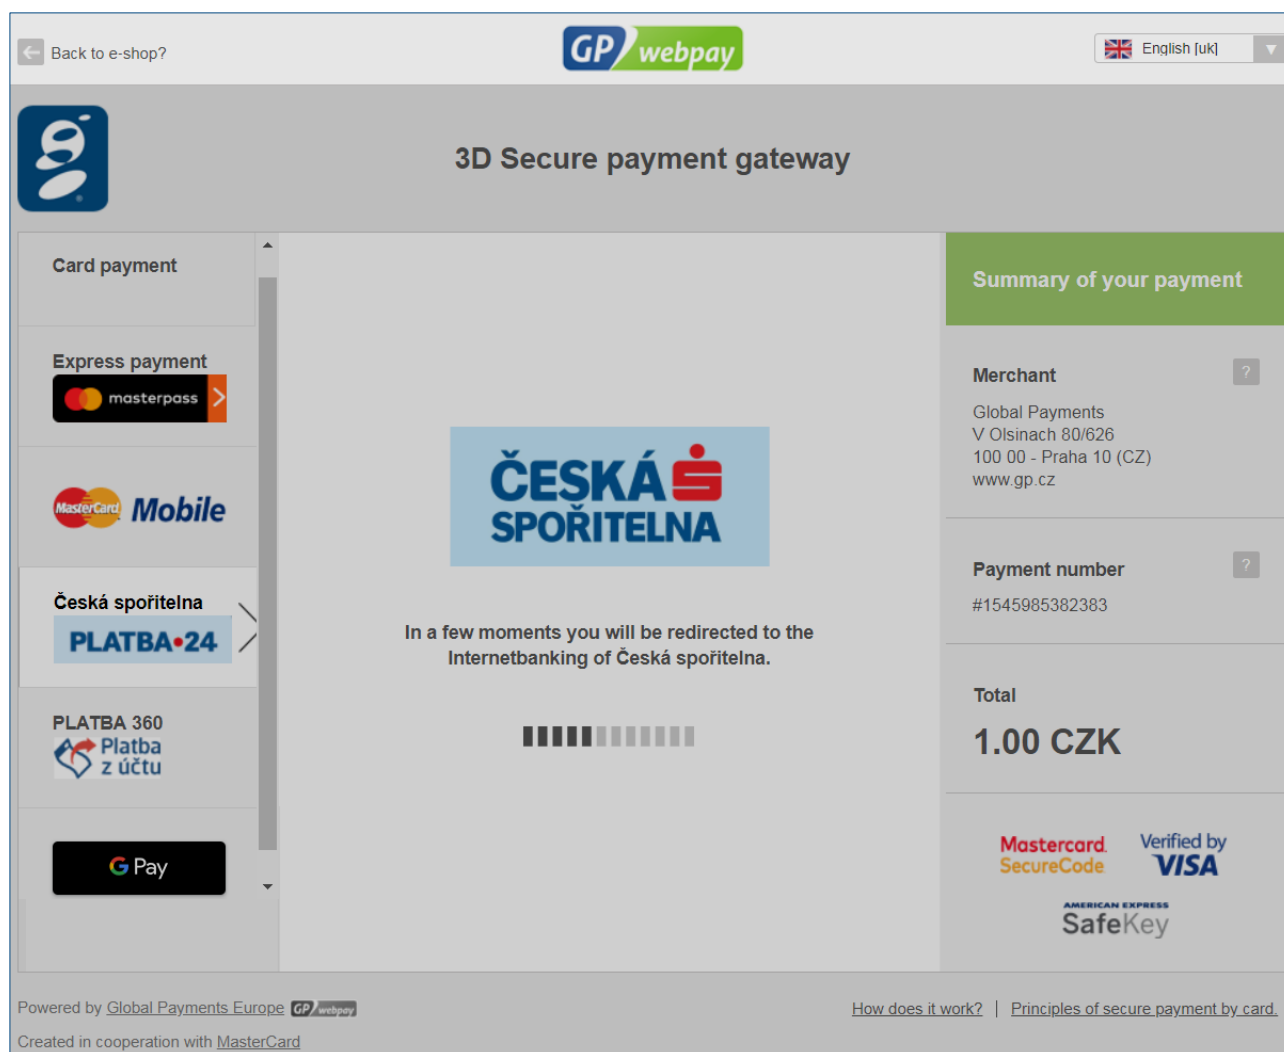 Back to e-shop?
GP webpay
English [uk]
3D Secure payment gateway
Card payment
Express payment
masterpass
MasterCard Mobile
Česká spořitelna
PLATBA•24
PLATBA 360
Platba
z účtu
G Pay
ČESKÁ
SPOŘITELNA
In a few moments you will be redirected to the
Internetbanking of Česká spořitelna.
Summary of your payment
Merchant
?
Global Payments
V Olsinach 80/626
100 00 - Praha 10 (CZ)
www.gp.cz
Payment number
?
#1545985382383
Total
1.00 CZK
Mastercard.
SecureCode
Verified by
VISA
AMERICAN EXPRESS
SafeKey
Powered by Global Payments Europe GP webpay
How does it work? | Principles of secure payment by card.
Created in cooperation with MasterCard